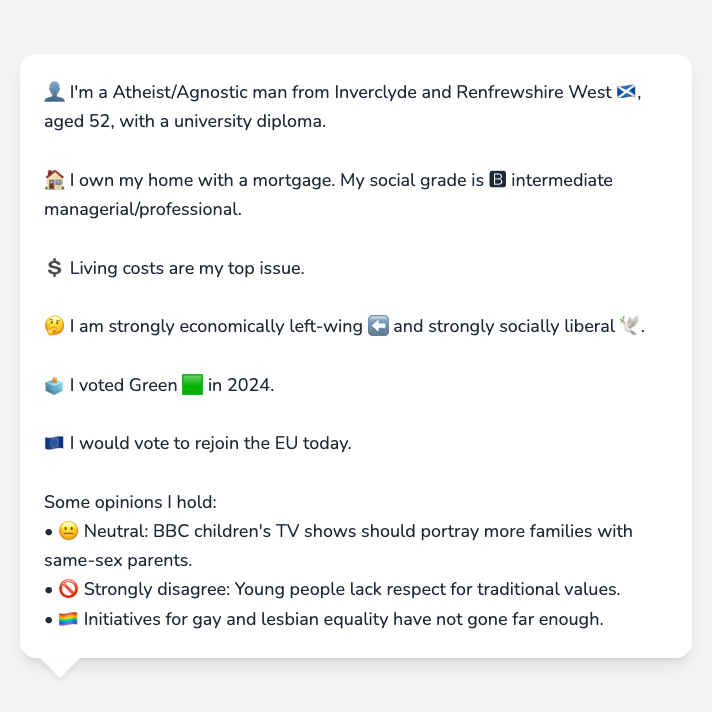 👤 I'm a Atheist/Agnostic man from Inverclyde and Renfrewshire West 🏴󠁧󠁢󠁳󠁣󠁴󠁿,
aged 52, with a university diploma.
🏠 I own my home with a mortgage. My social grade is 🅱 intermediate
managerial/professional.
💲 Living costs are my top issue.
🤔 I am strongly economically left-wing ⬅️ and strongly socially liberal 🕊️.
🗳️ I voted Green 🟩 in 2024.
🇪🇺 I would vote to rejoin the EU today.
Some opinions I hold:
• 😐 Neutral: BBC children's TV shows should portray more families with
same-sex parents.
• 🚫 Strongly disagree: Young people lack respect for traditional values.
• 🏳️‍🌈 Initiatives for gay and lesbian equality have not gone far enough.